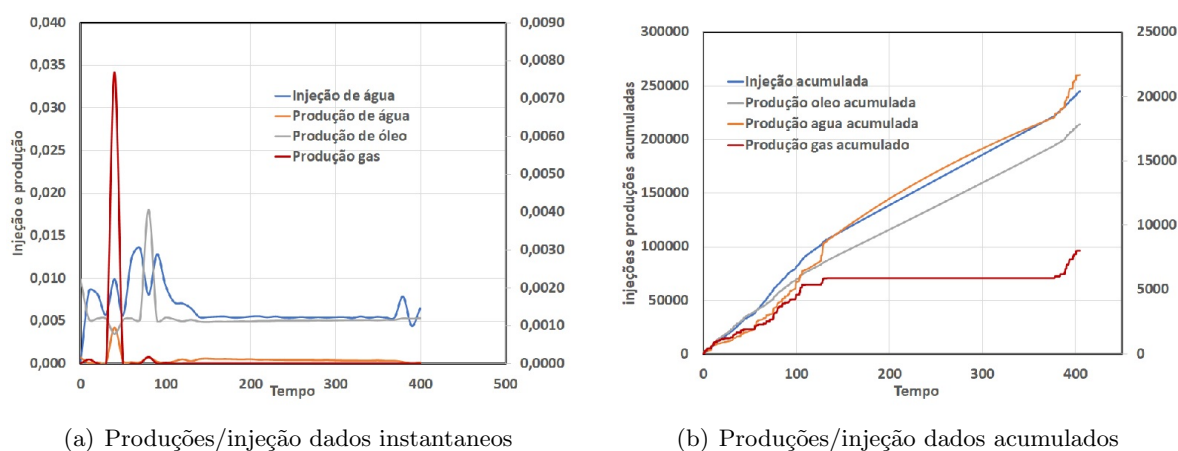 0,040
0,035
0,030
0,025
0,020
0,015
0,010
0,005
0,000
Injeção e produção
0,0090
0,0080
0,0070
0,0060
0,0050
0,0040
0,0030
0,0020
0,0010
0,0000
Injeção de água
Produção de água
Produção de óleo
Produção gas
0 100 200 300 400 500
Tempo
(a) Produções/injeção dados instantaneos
300000
250000
200000
150000
100000
50000
0
Injeções e produções acumuladas
25000
20000
15000
10000
5000
0
Injeção acumulada
Produção oleo acumulada
Produção agua acumulada
Produção gas acumulado
0 100 200 300 400
Tempo
(b) Produções/injeção dados acumulados